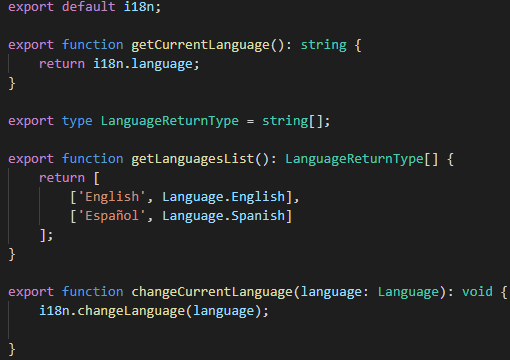 export default i18n;
export function getCurrentLanguage(): string {
return i18n.language;
}
export type LanguageReturnType = string[];
export function getLanguagesList(): LanguageReturnType[] {
return [
['English', Language.English],
['Español', Language.Spanish]
];
}
export function changeCurrentLanguage(language: Language): void {
i18n.changeLanguage(language);
}